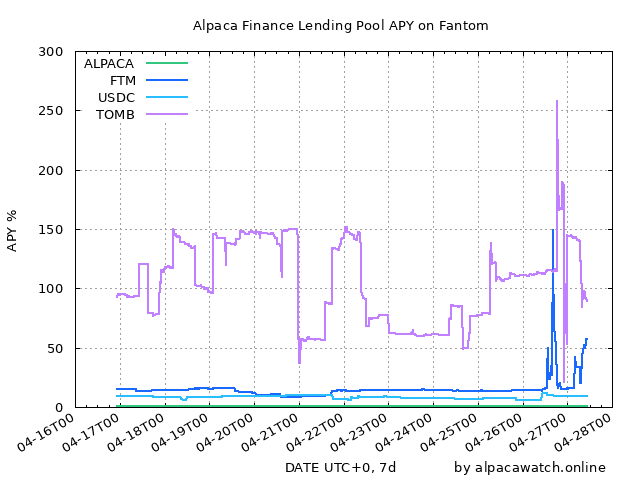 Alpaca Finance Lending Pool APY on Fantom
300
250
200
150
100
50
0
APY %
ALPACA
FTM
USDC
TOMB
04-16T00
04-17T00
04-18T00
04-19T00
04-20T00
04-21T00
04-22T00
04-23T00
04-24T00
04-25T00
04-26T00
04-27T00
04-28T00
DATE UTC+0, 7d
by alpacawatch.online